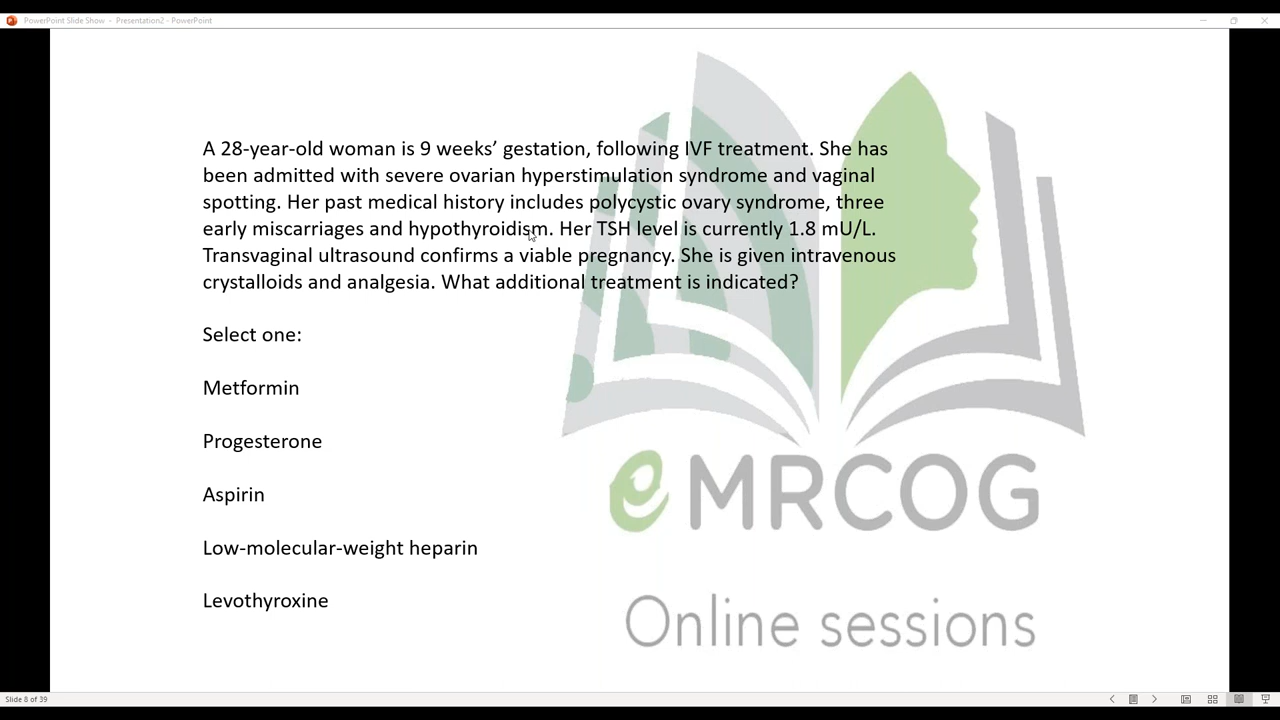 PowerPoint Slide Show - Presentation2 - PowerPoint
A 28-year-old woman is 9 weeks’ gestation, following IVF treatment. She has
been admitted with severe ovarian hyperstimulation syndrome and vaginal
spotting. Her past medical history includes polycystic ovary syndrome, three
early miscarriages and hypothyroidism. Her TSH level is currently 1.8 mU/L.
Transvaginal ultrasound confirms a viable pregnancy. She is given intravenous
crystalloids and analgesia. What additional treatment is indicated?
Select one:
Metformin
Progesterone
Aspirin
Low-molecular-weight heparin
Levothyroxine
eMRCOG
Online sessions
Slide 8 of 39